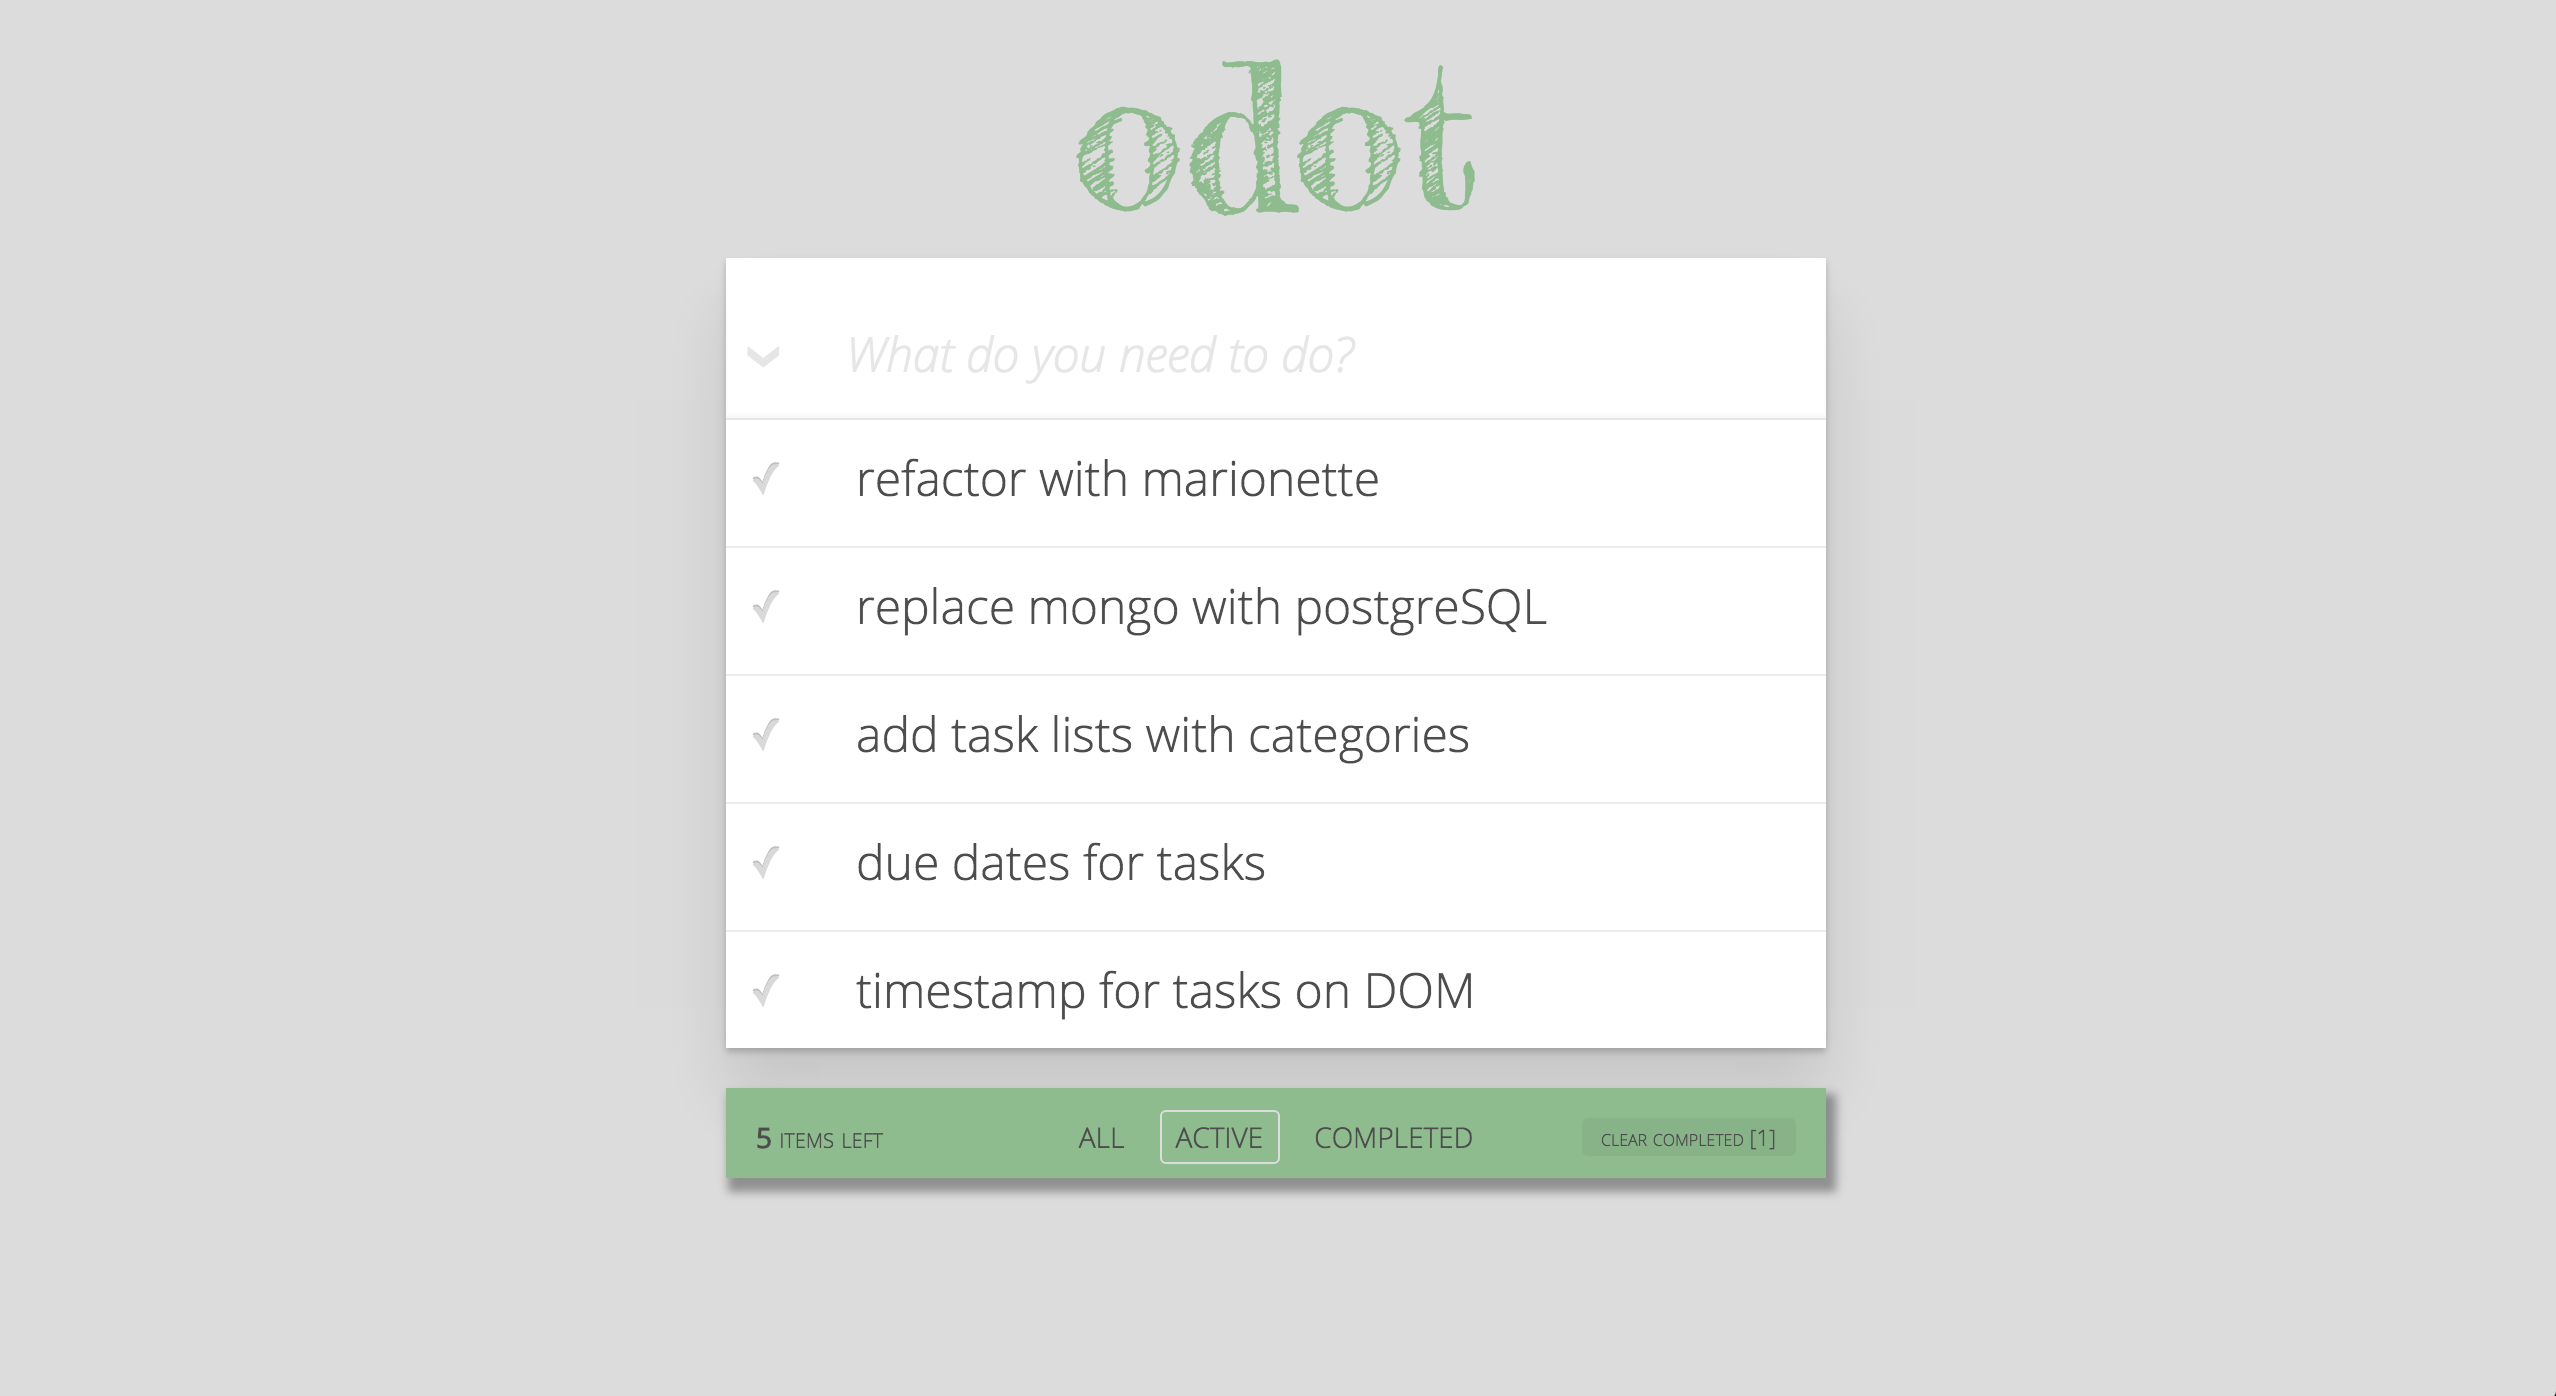 odot
What do you need to do?
refactor with marionette
replace mongo with postgreSQL
add task lists with categories
due dates for tasks
timestamp for tasks on DOM
5 ITEMS LEFT ALL ACTIVE COMPLETED CLEAR COMPLETED [1]